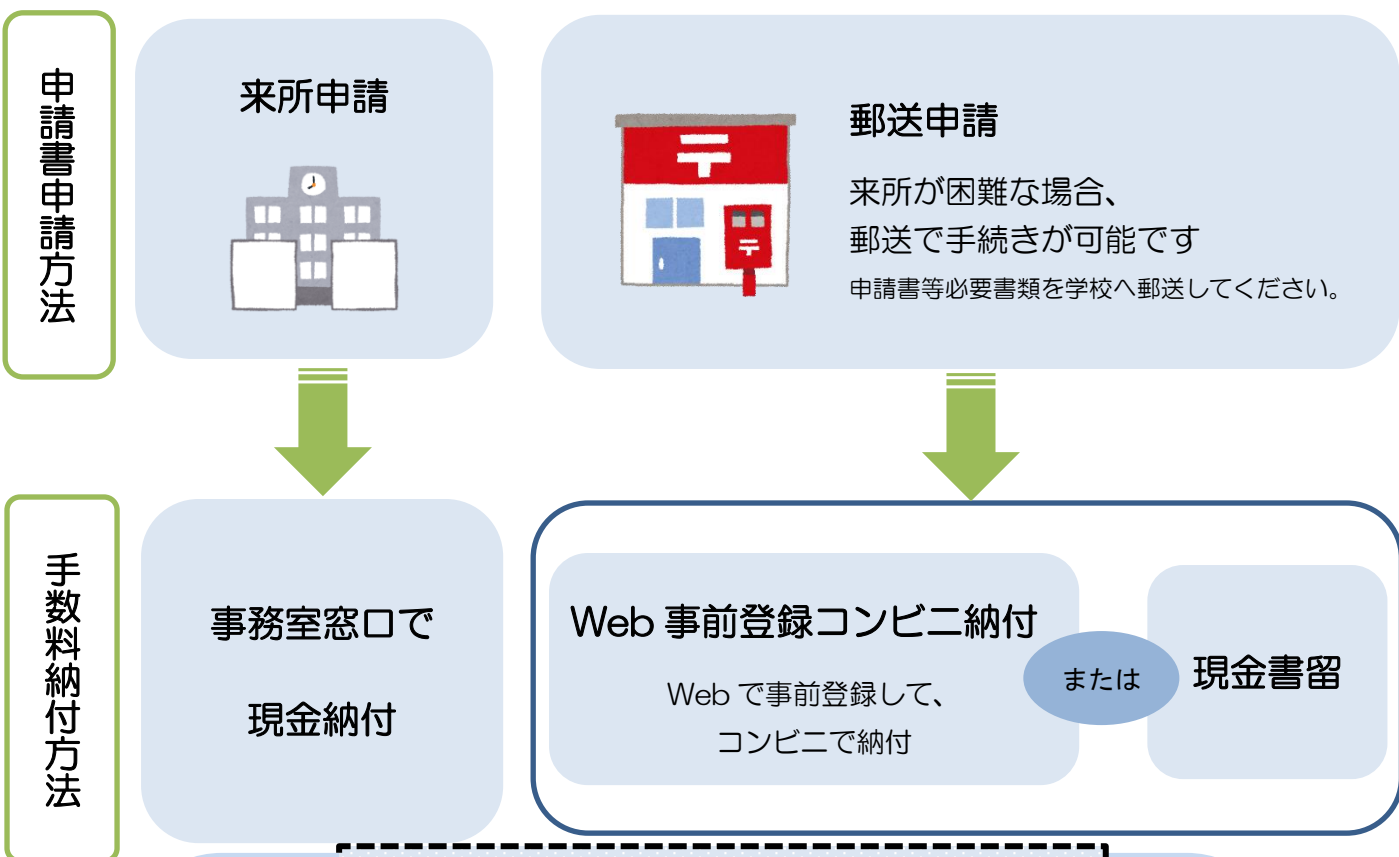 申請書申請方法
来所申請
郵送申請
来所が困難な場合、
郵送で手続きが可能です
申請書等必要書類を学校へ郵送してください。
手数料納付方法
事務室窓口で
現金納付
Web 事前登録コンビニ納付
Web で事前登録して、
コンビニで納付
または
現金書留